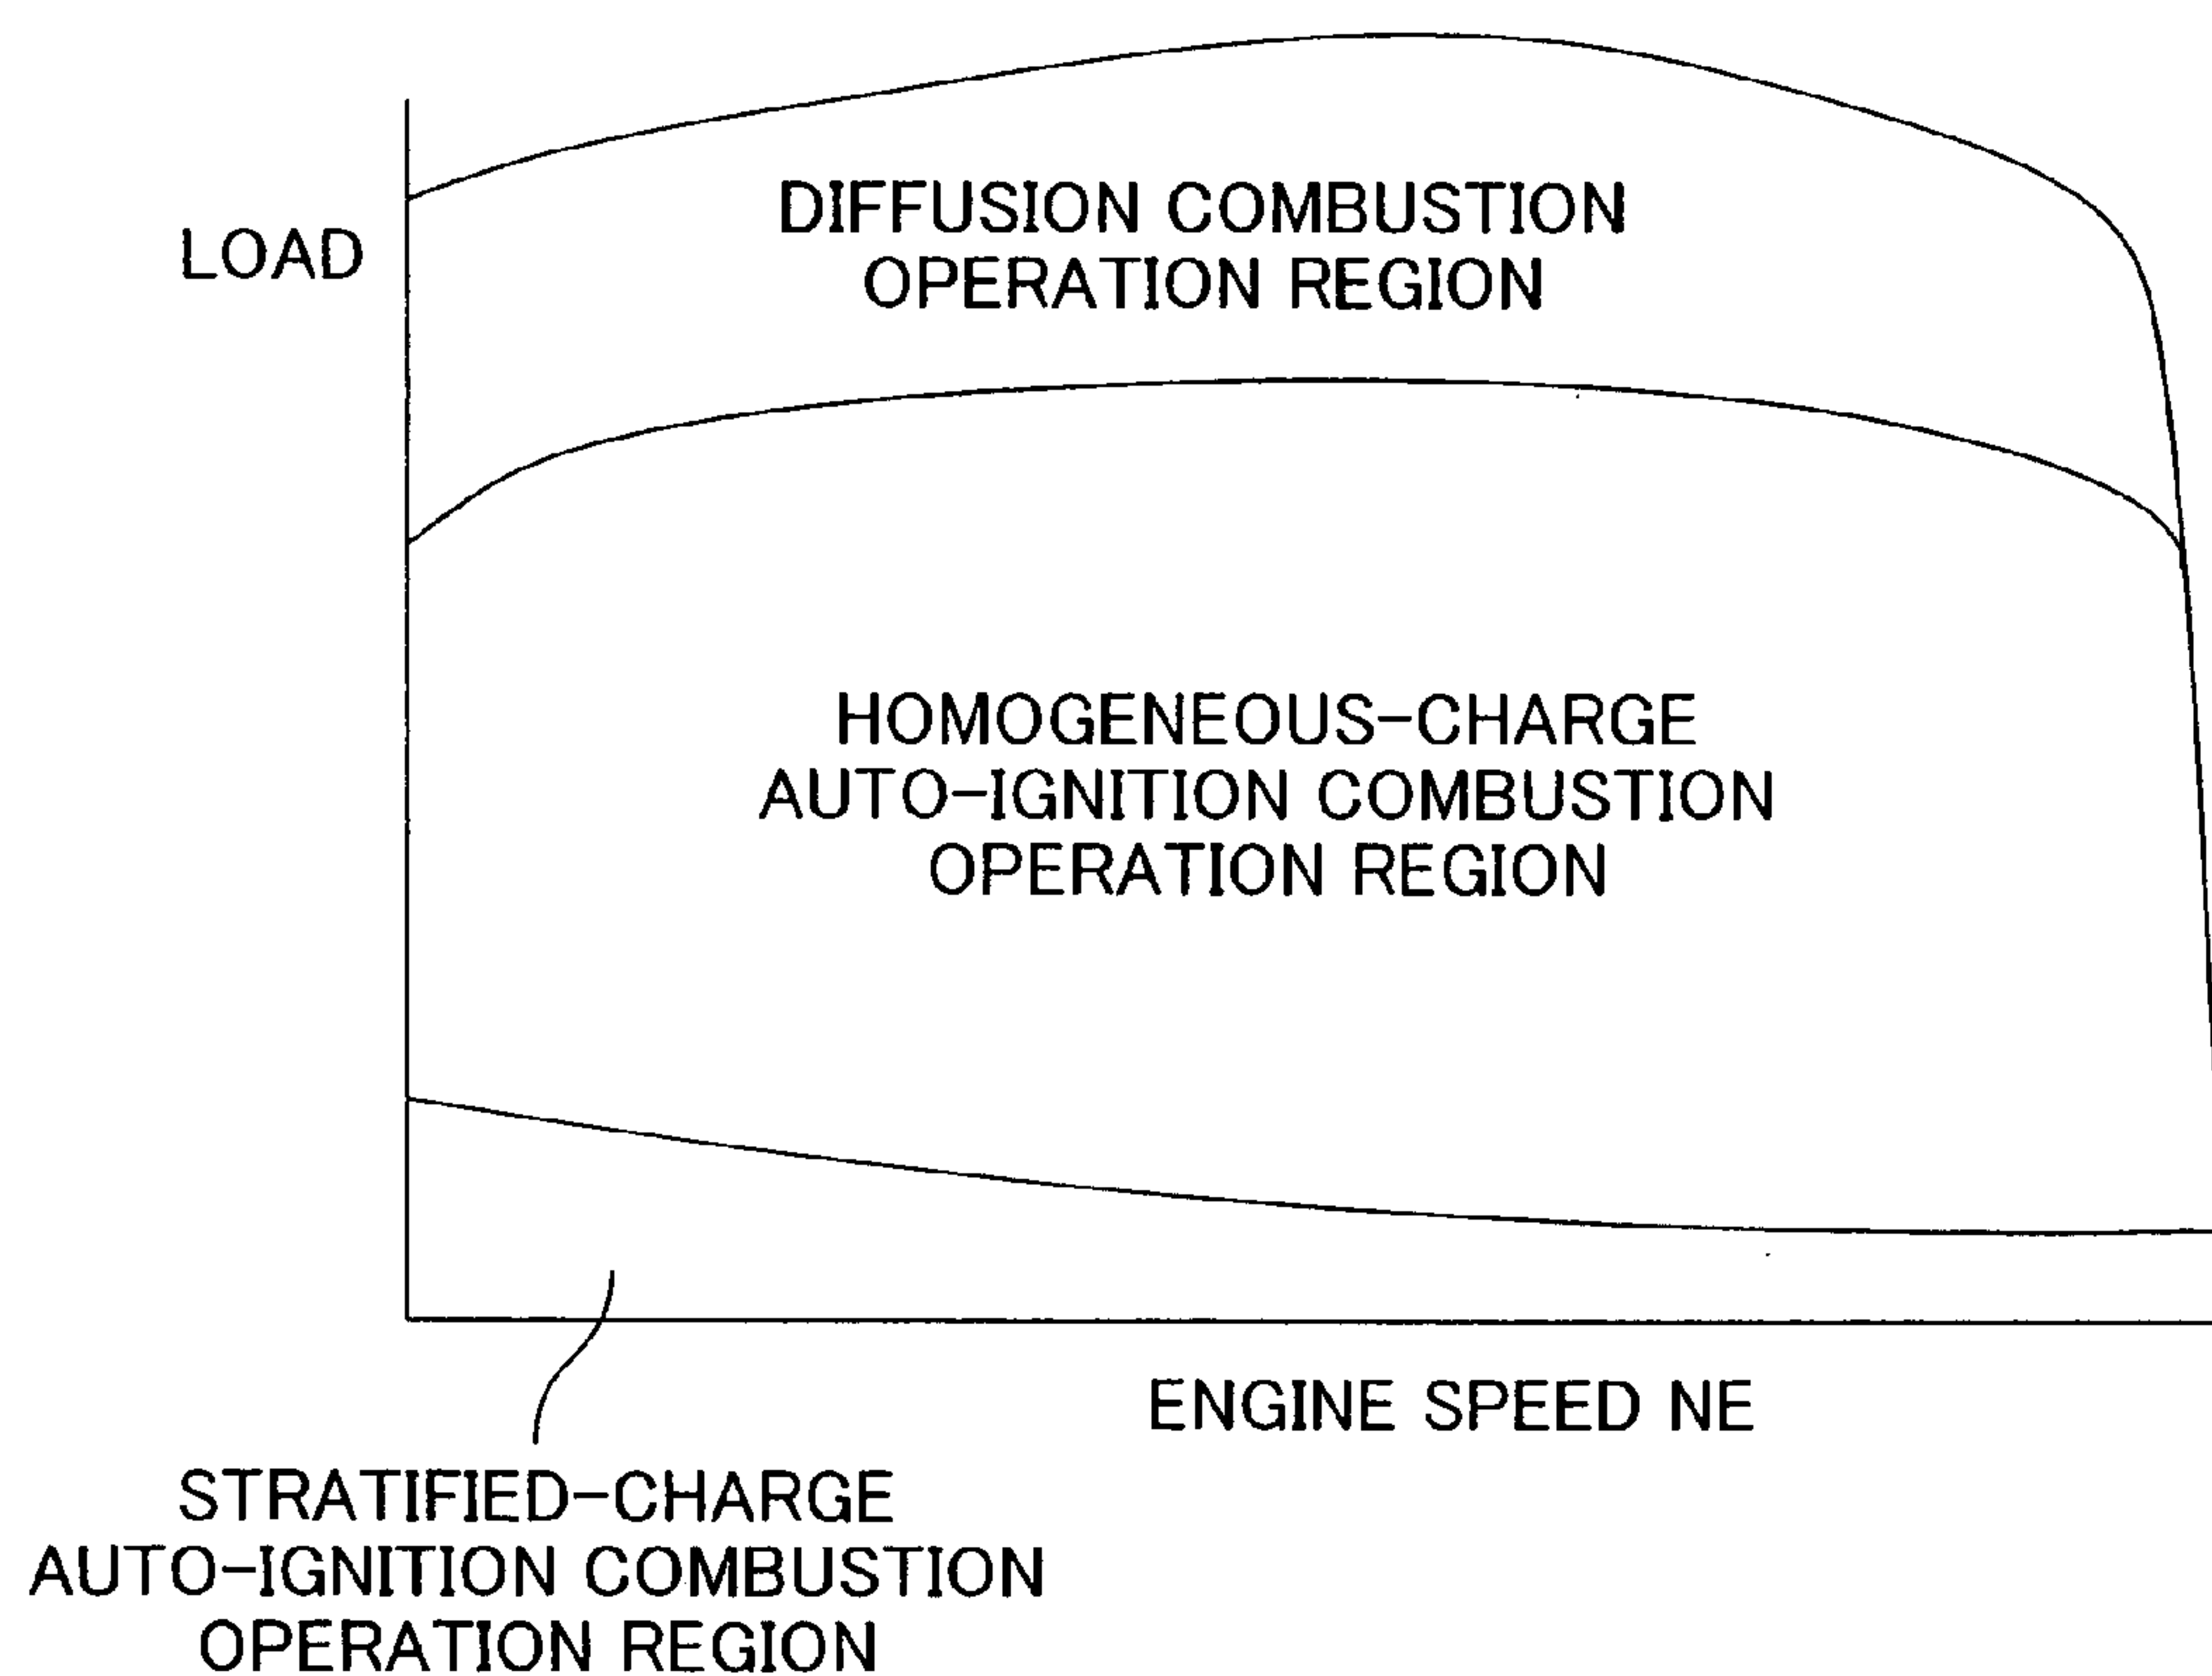 DIFFUSION COMBUSTION
OPERATION REGION
LOAD
HOMOGENEOUS-CHARGE
AUTO-IGNITION COMBUSTION
OPERATION REGION
ENGINE SPEED NE
STRATIFIED-CHARGE
AUTO-IGNITION COMBUSTION
OPERATION REGION